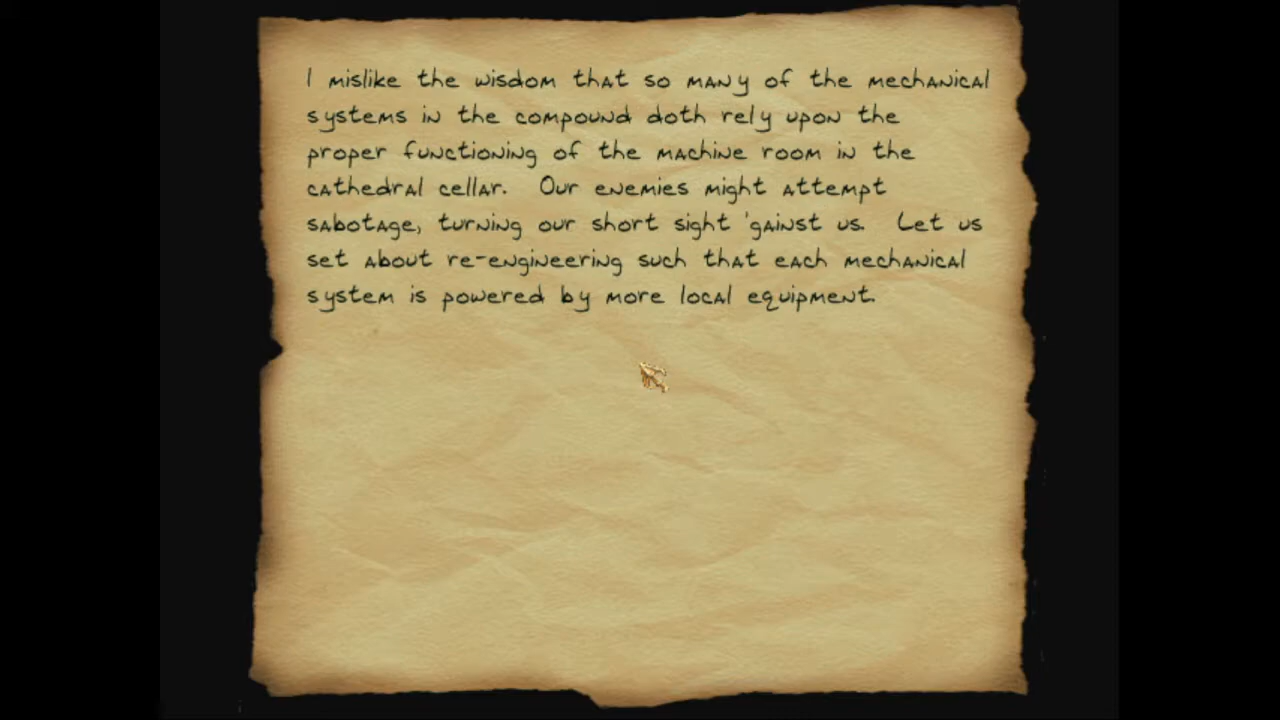 I mislike the wisdom that so many of the mechanical
systems in the compound doth rely upon the
proper functioning of the machine room in the
cathedral cellar.  Our enemies might attempt
sabotage, turning our short sight 'gainst us.  Let us
set about re-engineering such that each mechanical
system is powered by more local equipment.